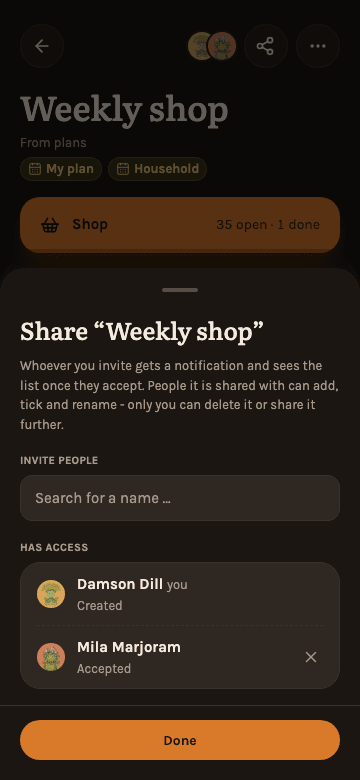 Weekly shop
From plans
My plan
Household
Shop
35 open · 1 done
Share “Weekly shop”
Whoever you invite gets a notification and sees the
list once they accept. People it is shared with can add,
tick and rename - only you can delete it or share it
further.
INVITE PEOPLE
Search for a name …
HAS ACCESS
Damson Dill you
Created
Mila Marjoram
Accepted
Done